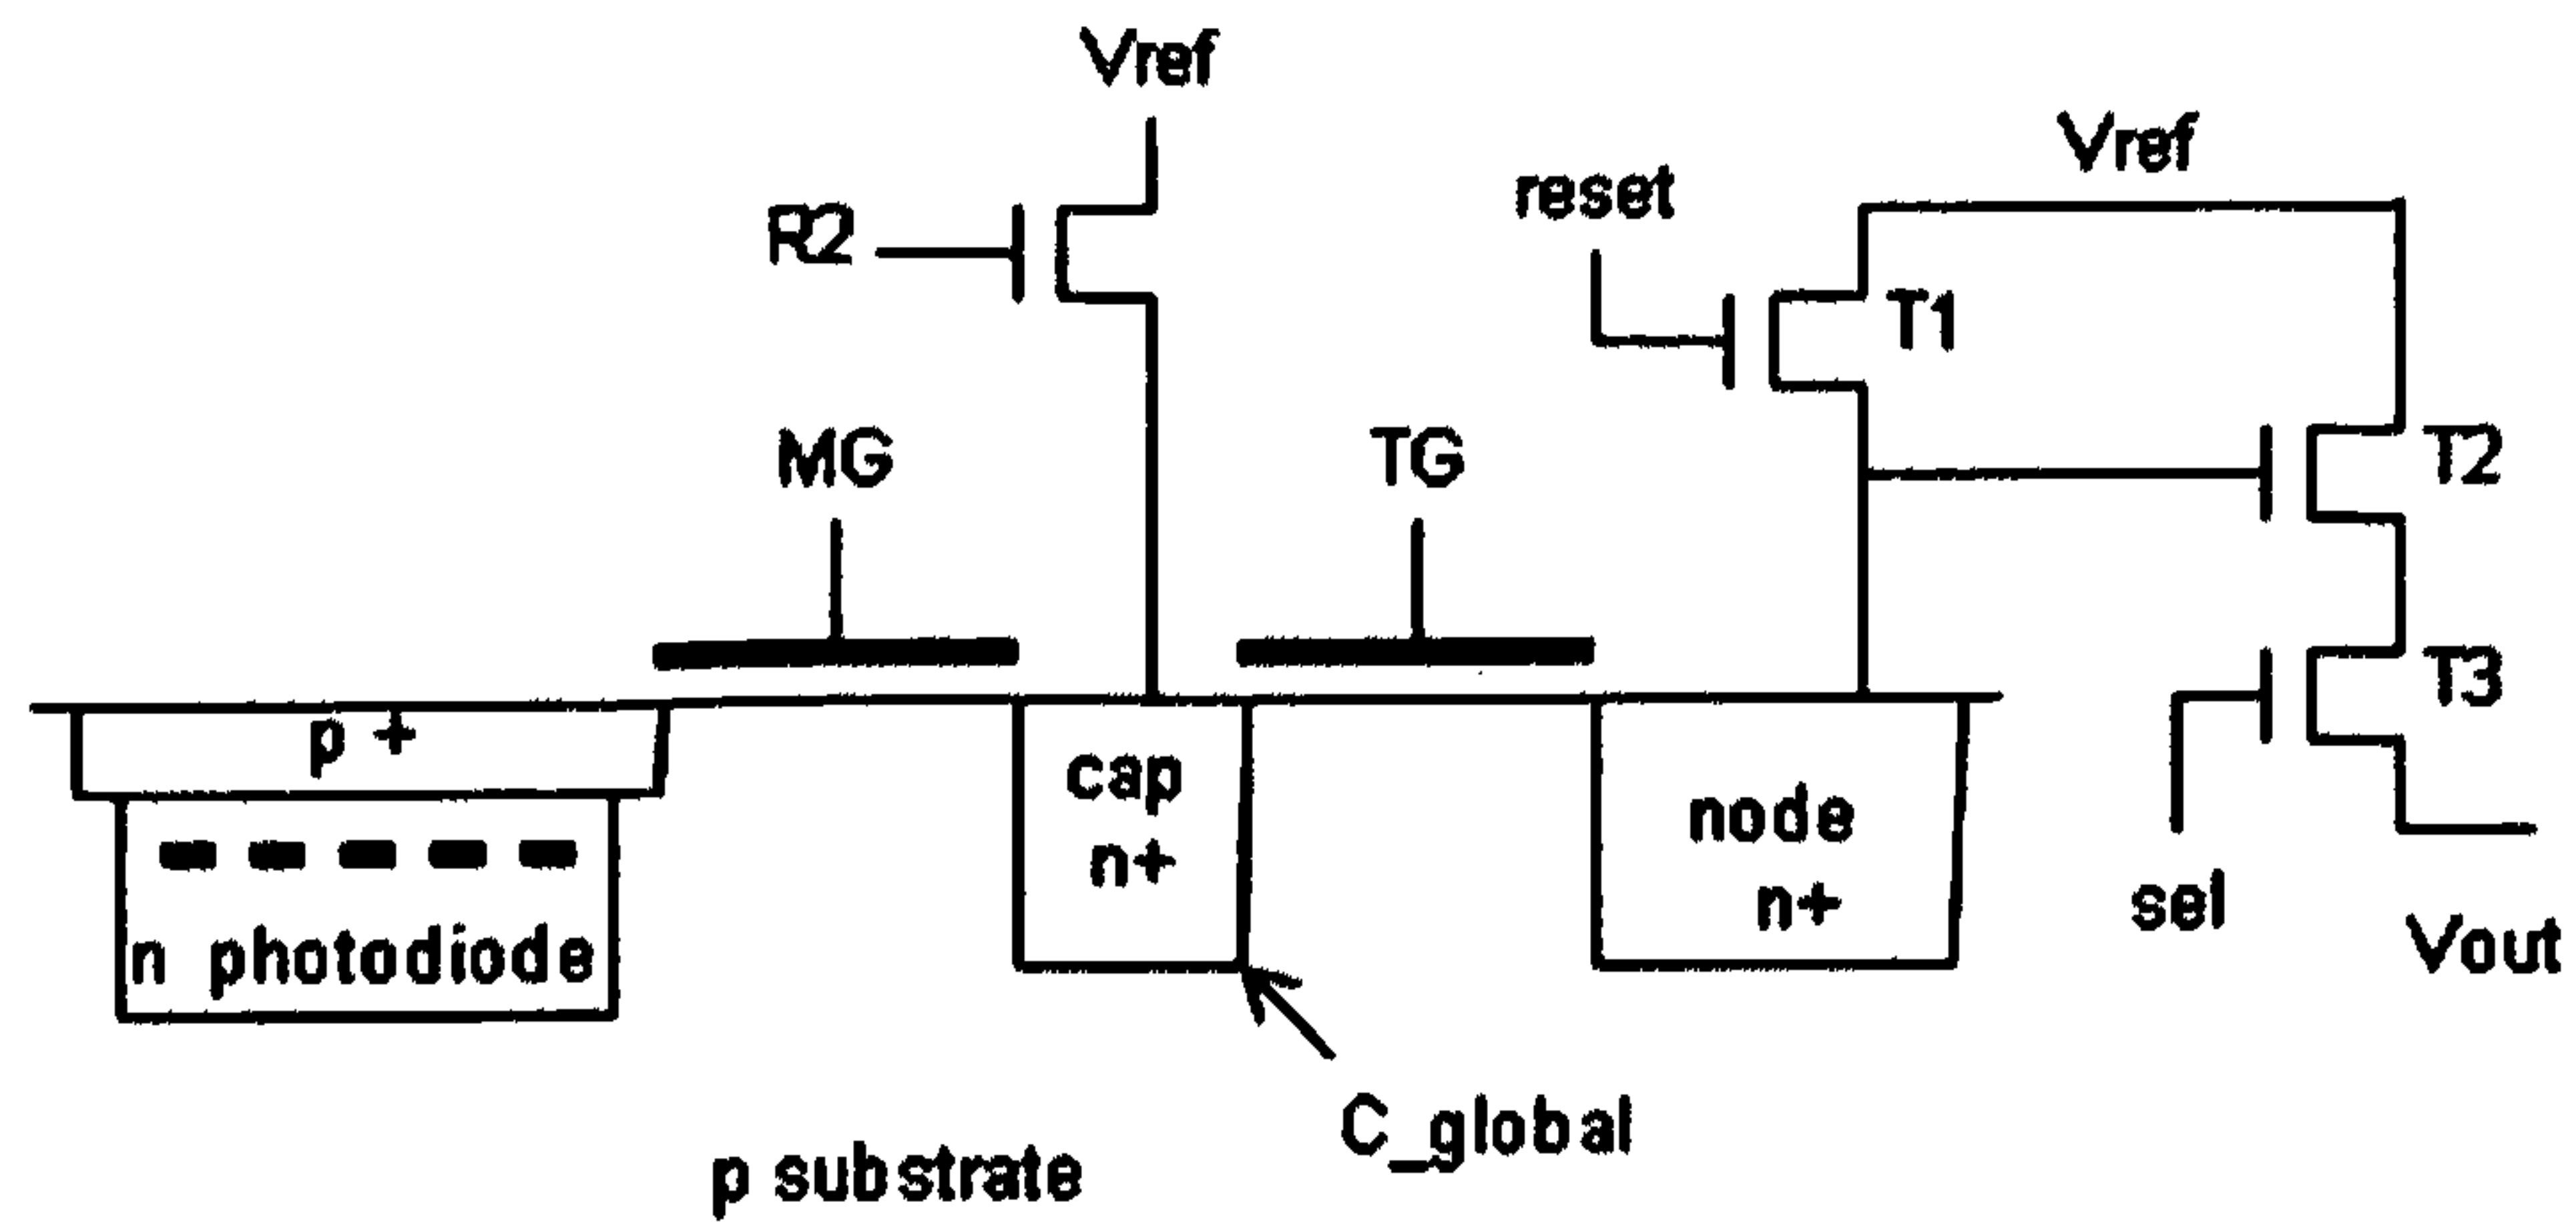 Vref
Vref
reset
R2
T1
MG
TG
T2
T3
p +
cap
n+
node
n+
sel
n photodiode
Vout
C_global
p substrate